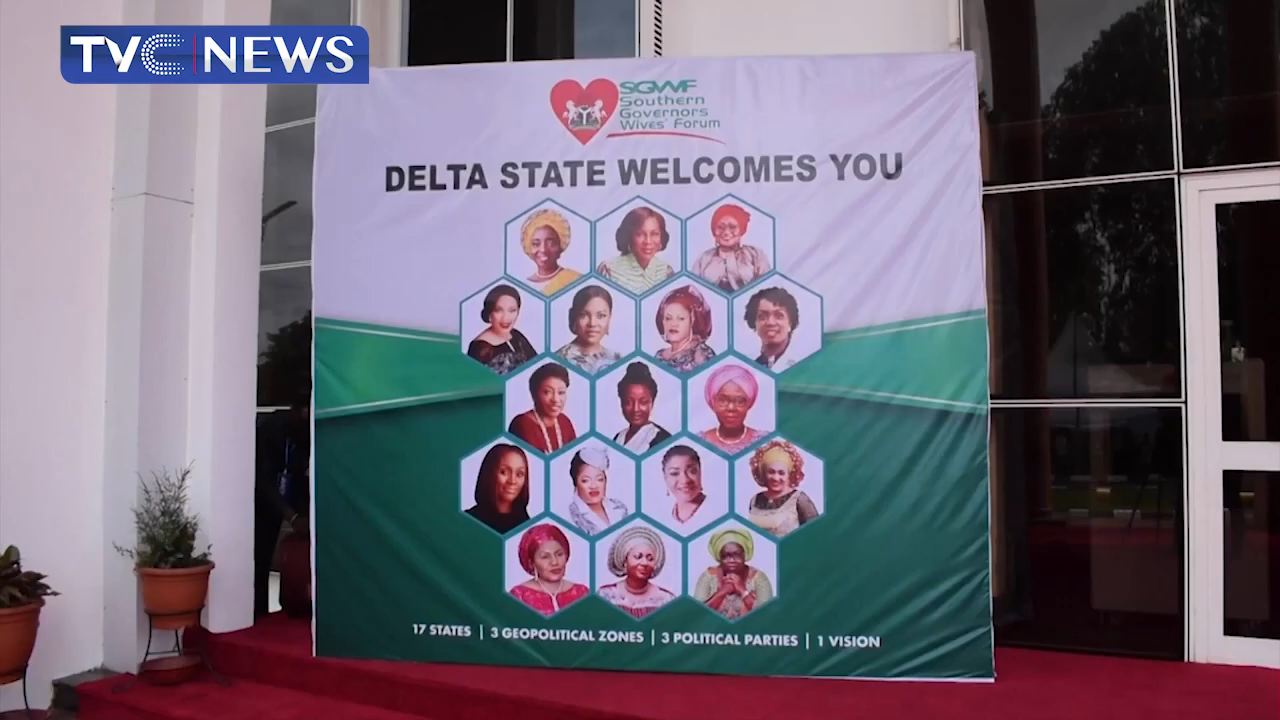 TVC NEWS
SGWF
Southern
Governors
Wives' Forum
DELTA STATE WELCOMES YOU
17 STATES | 3 GEOPOLITICAL ZONES | 3 POLITICAL PARTIES | 1 VISION